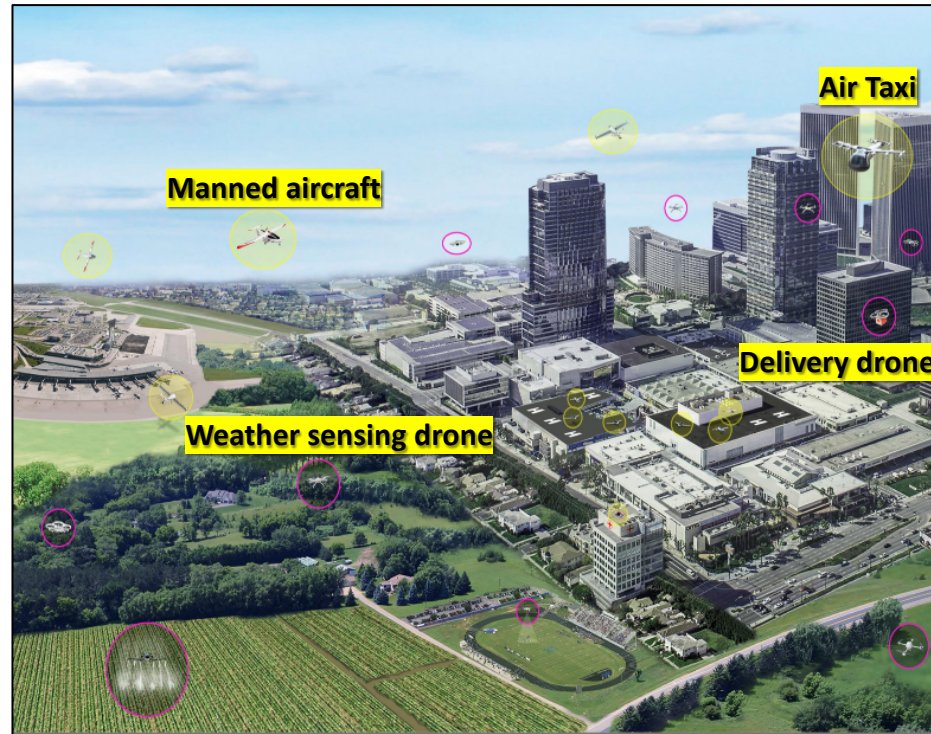 Air Taxi
Manned aircraft
Delivery drone
Weather sensing drone
H
H
H
H
H